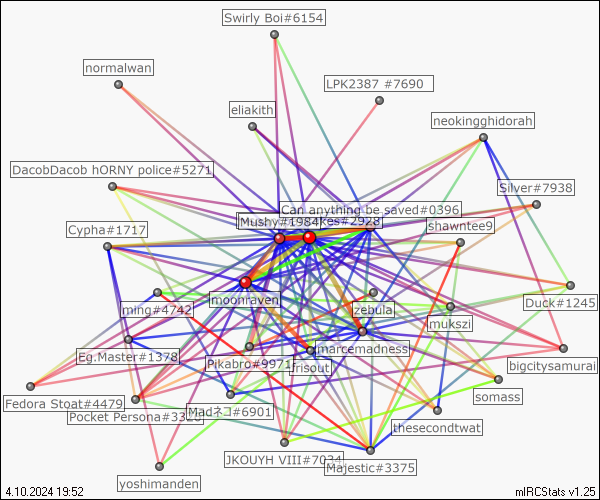 Swirly Boi#6154
normalwan
LPK2387 #7690
eliakith
neokingghidorah
DacobDacob hORNY police#5271
Silver#7938
Can anything be saved#0396
Mushy#1984
kes#2928
shawntee9
Cypha#1717
moonraven
zebula
Duck#1245
ming#4742
mukszi
marcemadness
Eg.Master#1378
Pikabro#9971
frisout
bigcitysamurai
somass
Fedora Stoat#4479
Pocket Persona#33
Madネコ#6901
thesecondtwat
JKOUYH VIII#7034
Majestic#3375
yoshimanden
4.10.2024 19:52
mIRCStats v1.25